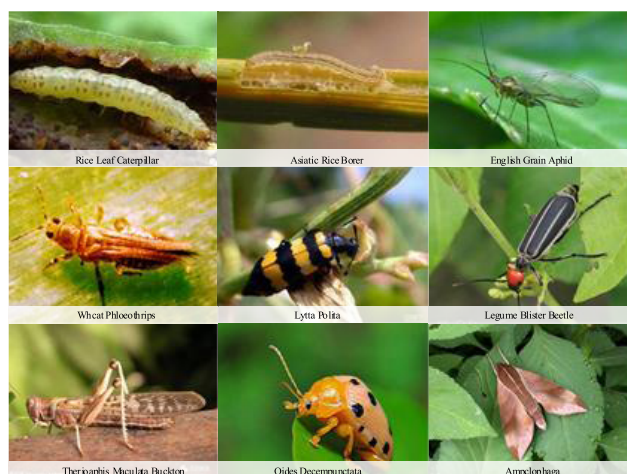 Rice Leaf Caterpillar
Asiatic Rice Borer
English Grain Aphid
Wheat Phloeothrips
Lytta Polita
Legume Blister Beetle
Therioaphis Maculata Buckton
Oides Decempunctata
Ampelophaga